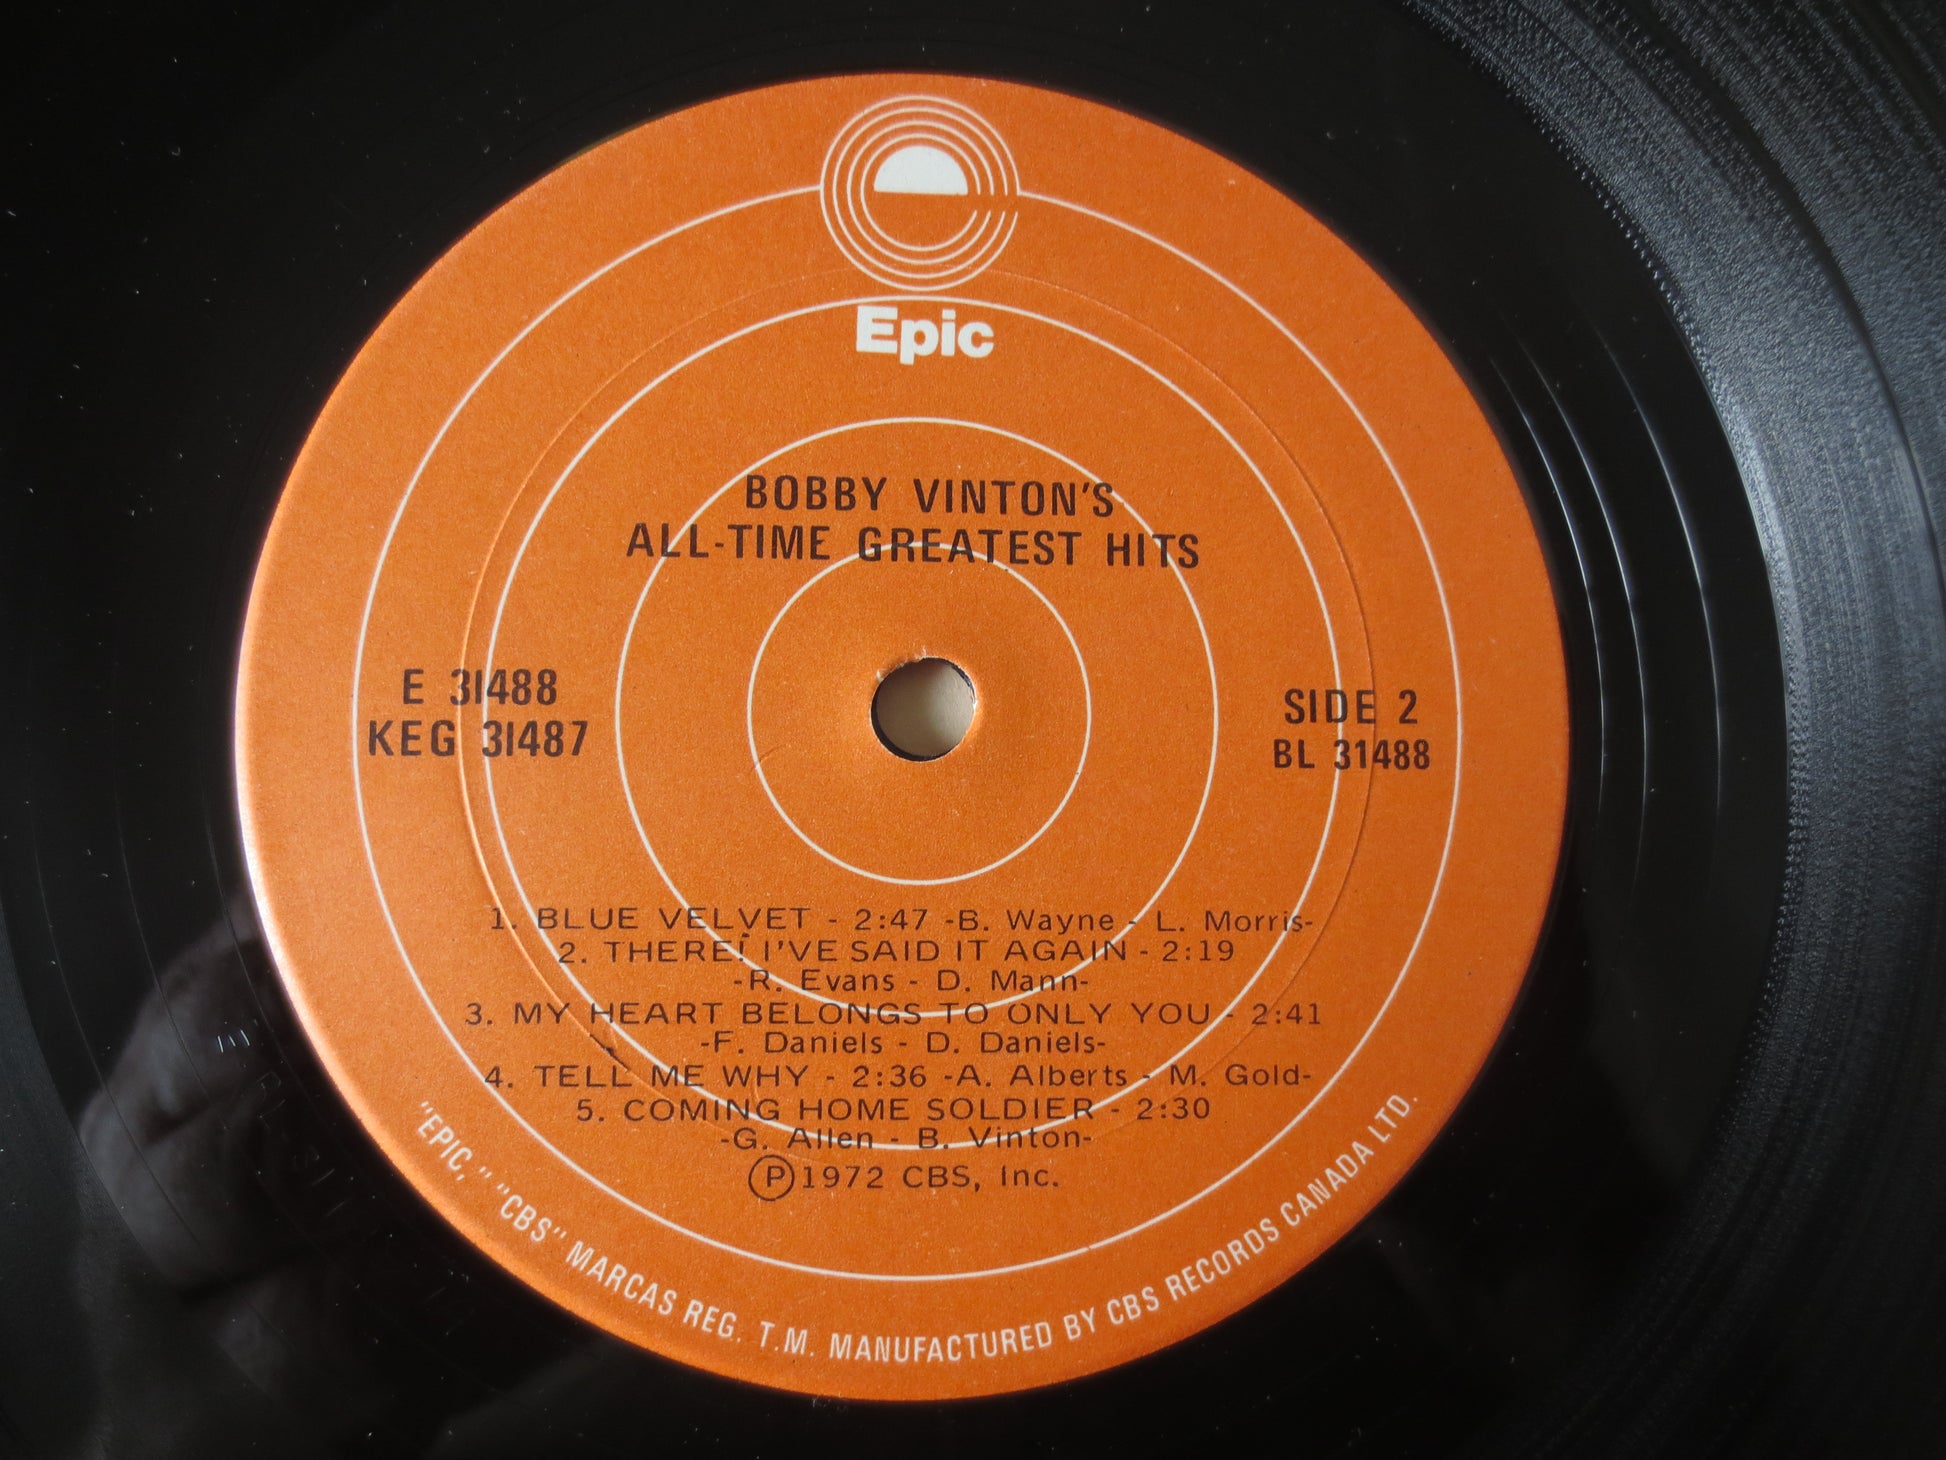 Epic
BOBBY VINTON'S
ALL-TIME GREATEST HITS
E 31488
KEG 31487
SIDE 2
BL 31488
1. BLUE VELVET - 2:47 -B. Wayne - L. Morris-
2. THERE! I'VE SAID IT AGAIN - 2:19
-R. Evans - D. Mann-
3. MY HEART BELONGS TO ONLY YOU - 2:41
-F. Daniels - D. Daniels-
4. TELL ME WHY - 2:36 -A. Alberts - M. Gold-
5. COMING HOME SOLDIER - 2:30
-G. Allen - B. Vinton-
Ⓟ1972 CBS, Inc.
"EPIC," "CBS" MARCAS REG. T.M. MANUFACTURED BY CBS RECORDS CANADA LTD.